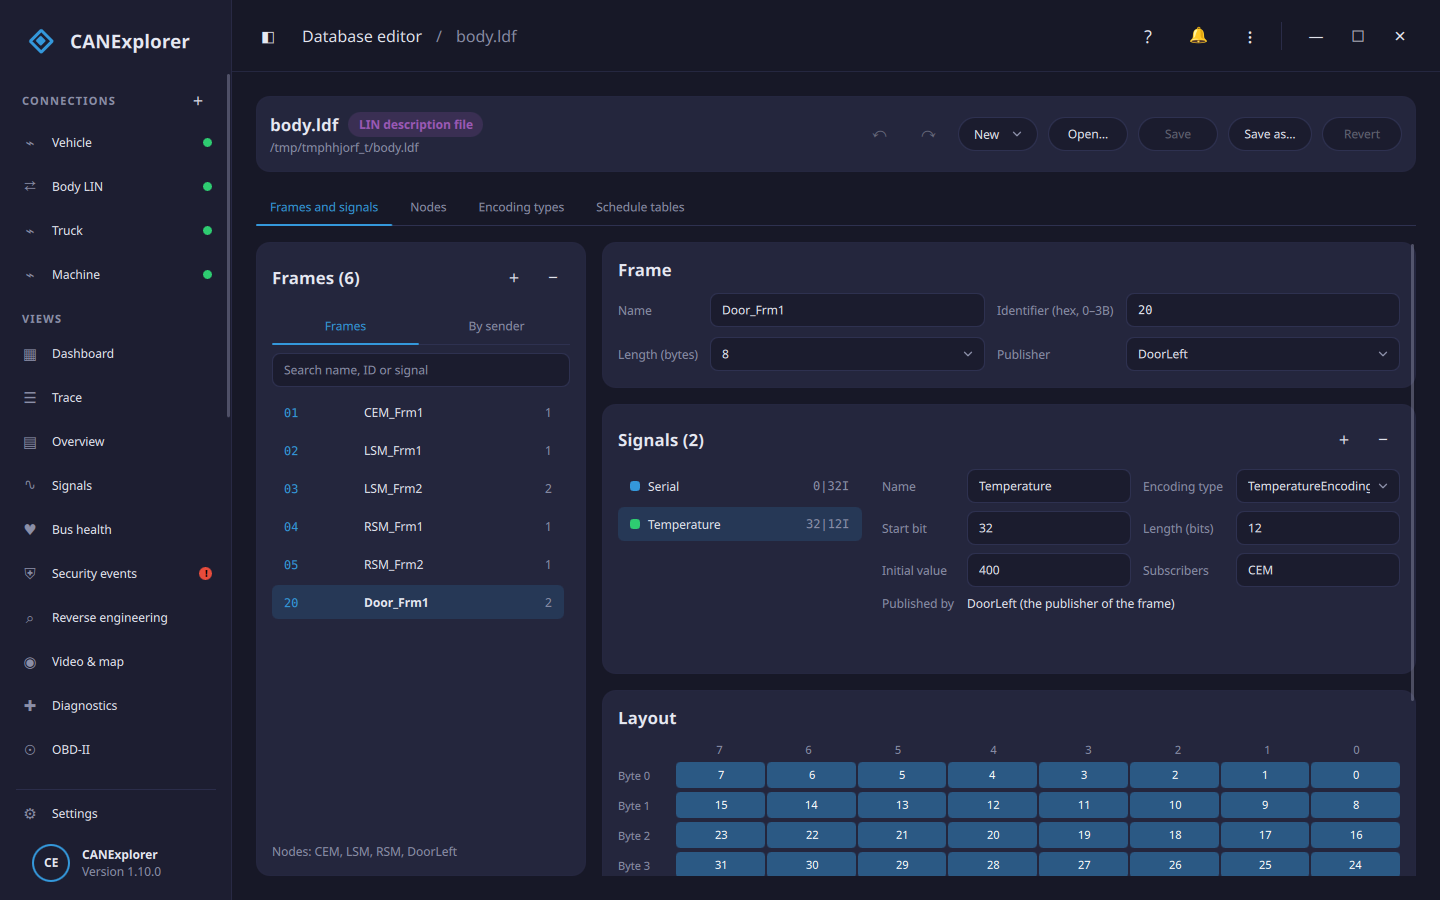 CANExplorer
Database editor / body.ldf
?
CONNECTIONS +
Vehicle
Body LIN
Truck
Machine
VIEWS
Dashboard
Trace
Overview
Signals
Bus health
Security events !
Reverse engineering
Video & map
Diagnostics
OBD-II
Settings
CE
CANExplorer
Version 1.10.0
body.ldf LIN description file
/tmp/tmphhjorf_t/body.ldf
New Open... Save Save as... Revert
Frames and signals Nodes Encoding types Schedule tables
Frames (6) + −
Frames By sender
Search name, ID or signal
01 CEM_Frm1 1
02 LSM_Frm1 1
03 LSM_Frm2 2
04 RSM_Frm1 1
05 RSM_Frm2 1
20 Door_Frm1 2
Nodes: CEM, LSM, RSM, DoorLeft
Frame
Name Door_Frm1 Identifier (hex, 0–3B) 20
Length (bytes) 8 Publisher DoorLeft
Signals (2) + −
Serial 0|32I
Temperature 32|12I
Name Temperature Encoding type TemperatureEncoding
Start bit 32 Length (bits) 12
Initial value 400 Subscribers CEM
Published by DoorLeft (the publisher of the frame)
Layout
7 6 5 4 3 2 1 0
Byte 0 7 6 5 4 3 2 1 0
Byte 1 15 14 13 12 11 10 9 8
Byte 2 23 22 21 20 19 18 17 16
Byte 3 31 30 29 28 27 26 25 24